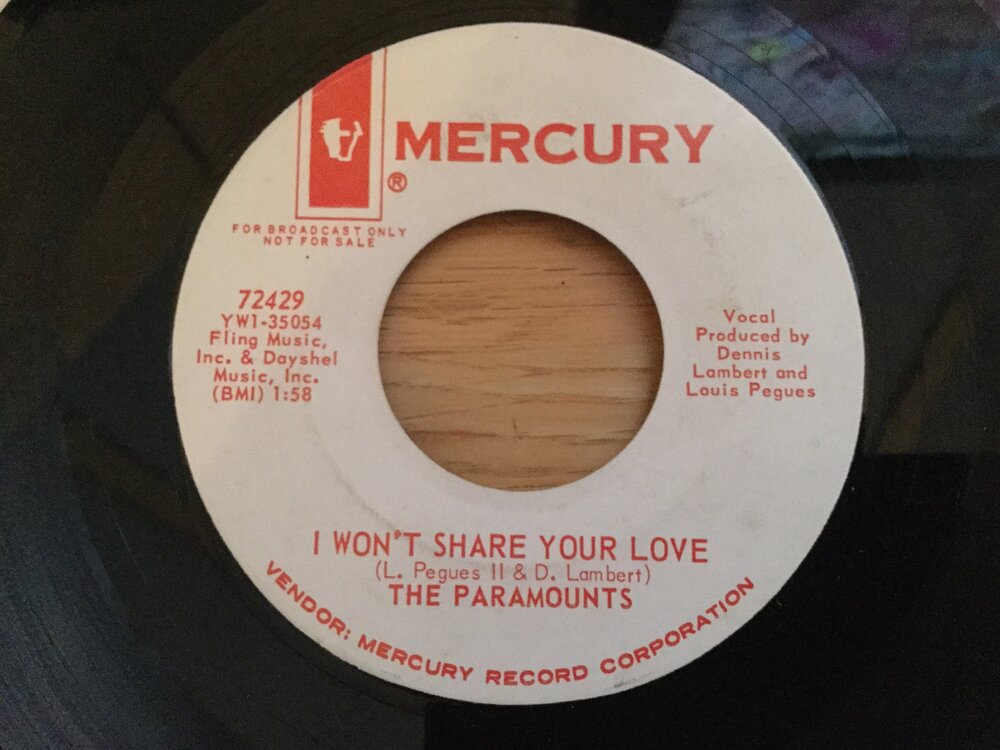 MERCURY
®
FOR BROADCAST ONLY
NOT FOR SALE
72429
YW1-35054
Fling Music,
Inc. & Dayshel
Music, Inc.
(BMI) 1:58
Vocal
Produced by
Dennis
Lambert and
Louis Pegues
I WON'T SHARE YOUR LOVE
(L. Pegues II & D. Lambert)
THE PARAMOUNTS
VENDOR: MERCURY RECORD CORPORATION